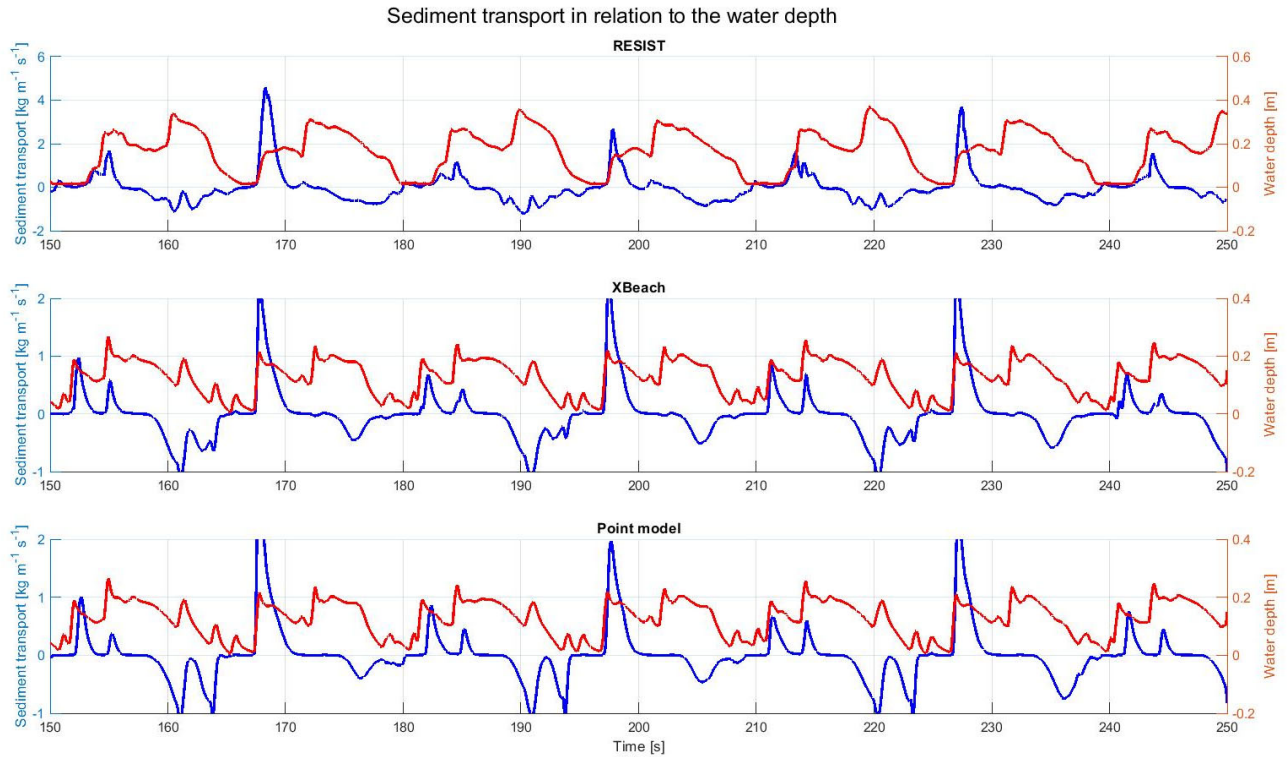 Sediment transport in relation to the water depth
RESIST
Sediment transport [kg m⁻¹ s⁻¹]
6
4
2
0
-2
0.6
0.4
0.2
0
-0.2
Water depth [m]
150 160 170 180 190 200 210 220 230 240 250
XBeach
Sediment transport [kg m⁻¹ s⁻¹]
2
1
0
-1
0.4
0.2
0
-0.2
Water depth [m]
150 160 170 180 190 200 210 220 230 240 250
Point model
Sediment transport [kg m⁻¹ s⁻¹]
2
1
0
-1
0.4
0.2
0
-0.2
Water depth [m]
150 160 170 180 190 200 210 220 230 240 250
Time [s]